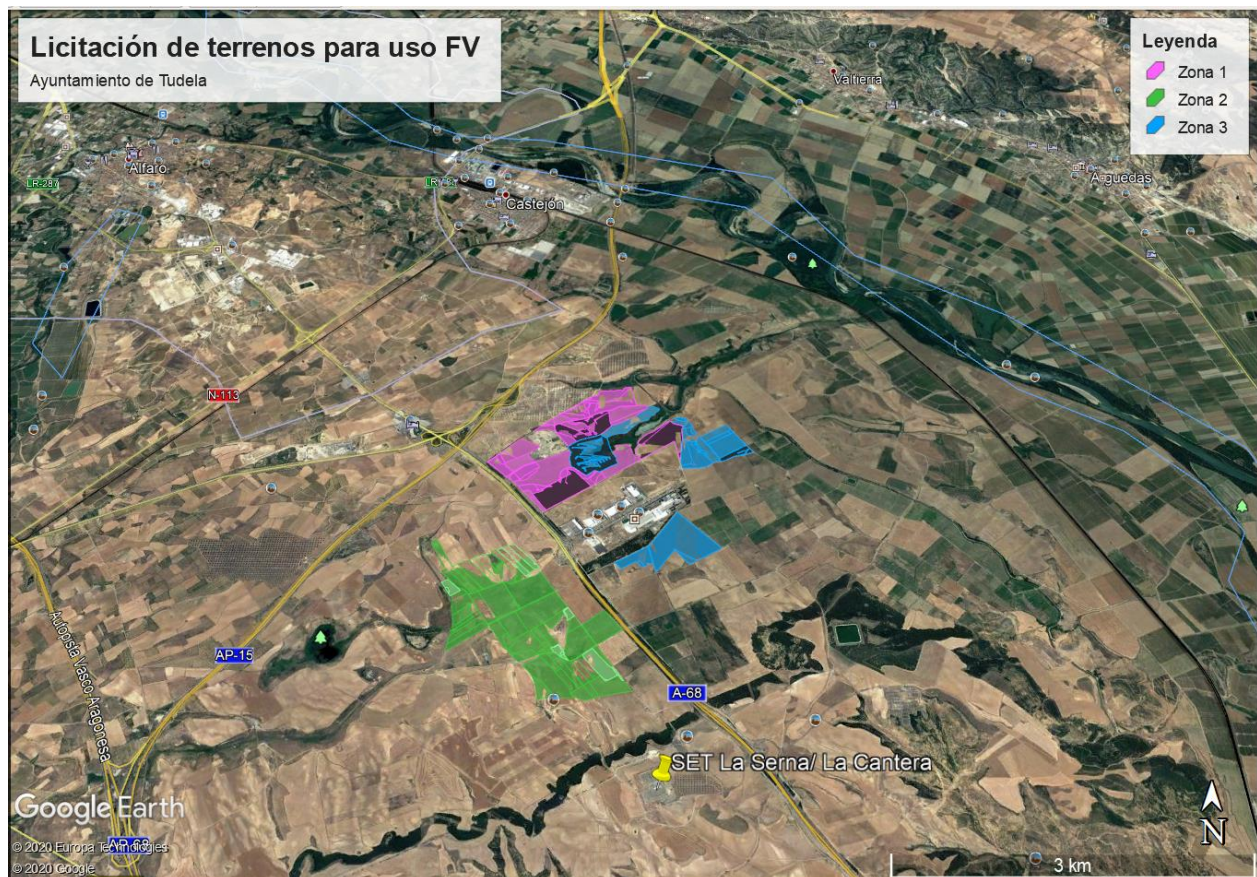 Licitación de terrenos para uso FV
Ayuntamiento de Tudela
Leyenda
Zona 1
Zona 2
Zona 3
Valtierra
Alfaro
LR-287
Castejón
N-113
AP-15
Autopista Vasco Aragonesa
A-68
SET La Serna/ La Cantera
Google Earth
AP-68
© 2020 Europa Technologies
© 2020 Google
N
3 km